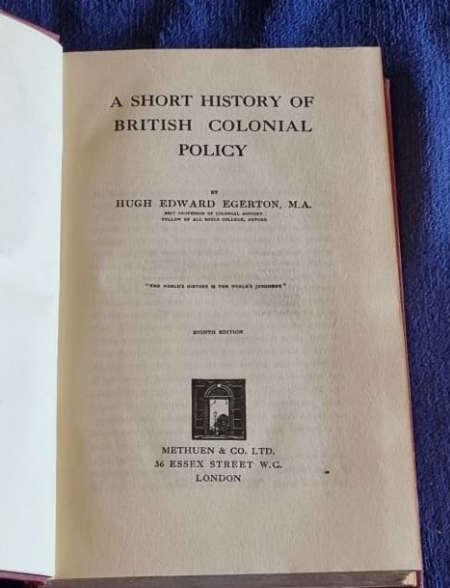 A SHORT HISTORY OF
BRITISH COLONIAL
POLICY
BY
HUGH EDWARD EGERTON, M.A.
BEIT PROFESSOR OF COLONIAL HISTORY
FELLOW OF ALL SOULS COLLEGE, OXFORD
"THE WORLD'S HISTORY IS THE WORLD'S JUDGMENT"
EIGHTH EDITION
METHUEN & CO. LTD.
36 ESSEX STREET W.C.
LONDON